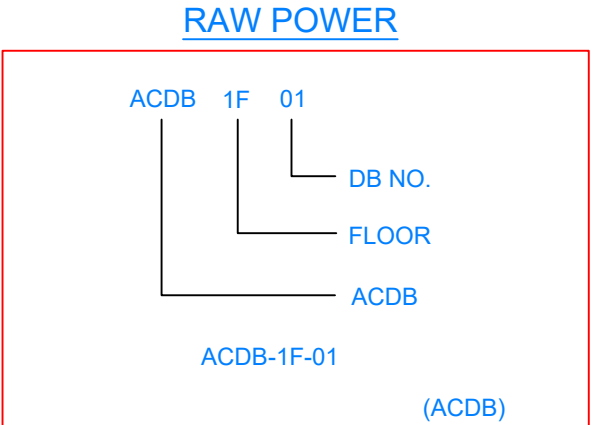 RAW POWER
ACDB 1F 01
DB NO.
FLOOR
ACDB
ACDB-1F-01
(ACDB)